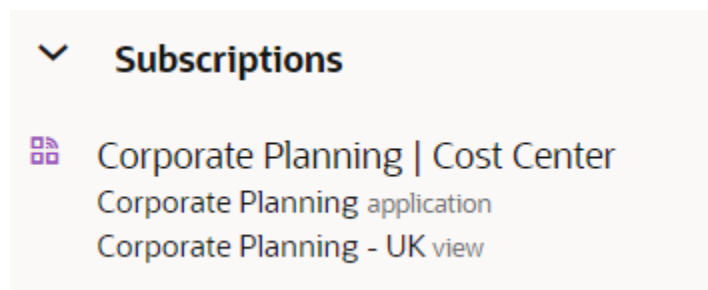 Subscriptions
Corporate Planning | Cost Center
Corporate Planning application
Corporate Planning - UK view